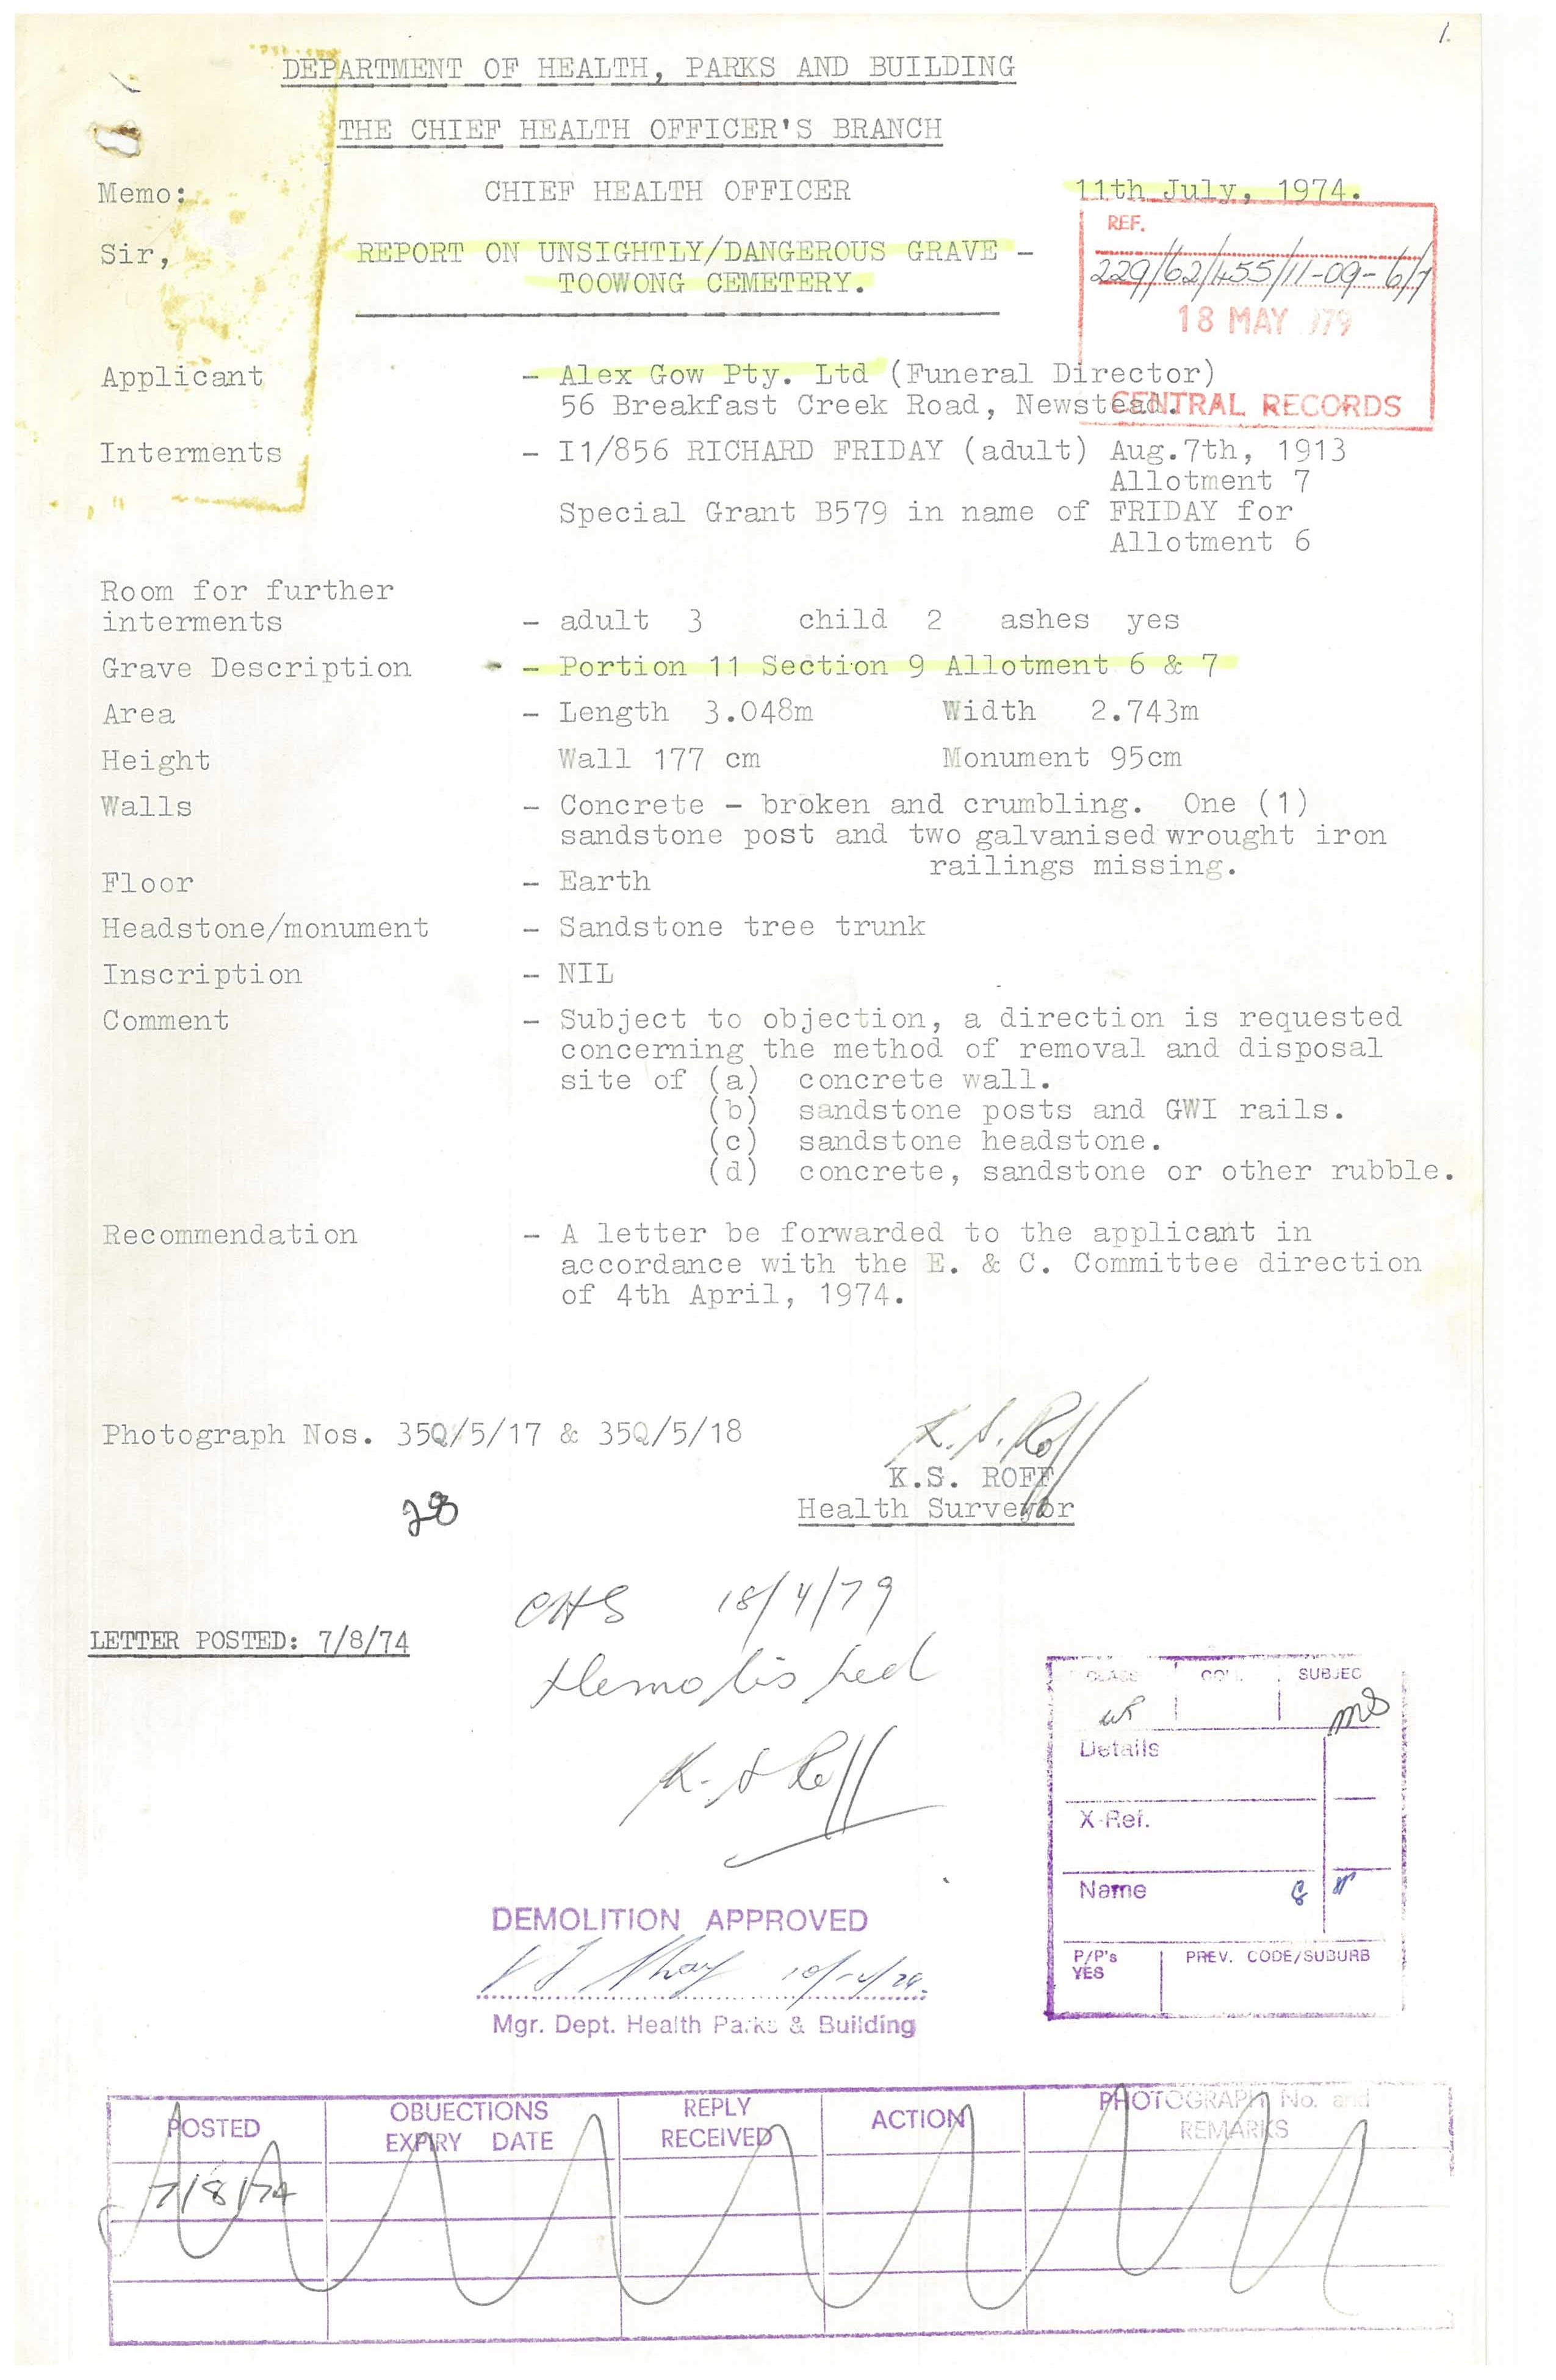 1.
DEPARTMENT OF HEALTH, PARKS AND BUILDING
THE CHIEF HEALTH OFFICER'S BRANCH
Memo: CHIEF HEALTH OFFICER 11th July, 1974.
Sir, REPORT ON UNSIGHTLY/DANGEROUS GRAVE -
TOOWONG CEMETERY.
REF.
229/62/455/11-09-6/7
18 MAY 979
CENTRAL RECORDS
Applicant - Alex Gow Pty. Ltd (Funeral Director)
56 Breakfast Creek Road, Newstead.
Interments - I1/856 RICHARD FRIDAY (adult) Aug.7th, 1913
Allotment 7
Special Grant B579 in name of FRIDAY for
Allotment 6
Room for further
interments - adult 3 child 2 ashes yes
Grave Description - Portion 11 Section 9 Allotment 6 & 7
Area - Length 3.048m Width 2.743m
Height Wall 177 cm Monument 95cm
Walls - Concrete - broken and crumbling. One (1)
sandstone post and two galvanised wrought iron
railings missing.
Floor - Earth
Headstone/monument - Sandstone tree trunk
Inscription - NIL
Comment - Subject to objection, a direction is requested
concerning the method of removal and disposal
site of (a) concrete wall.
(b) sandstone posts and GWI rails.
(c) sandstone headstone.
(d) concrete, sandstone or other rubble.
Recommendation - A letter be forwarded to the applicant in
accordance with the E. & C. Committee direction
of 4th April, 1974.
Photograph Nos. 35Q/5/17 & 35Q/5/18
K.S. Roff
K.S. ROFF
Health Surveyor
28
CHS 18/4/79
LETTER POSTED: 7/8/74
Demolished
K. S Roff
CLASS SUBJEC
Details
X-Ref.
Name
P/P's
YES
PREV. CODE/SUBURB
DEMOLITION APPROVED
Mgr. Dept. Health Parks & Building
POSTED OBUECTIONS EXPIRY DATE REPLY RECEIVED ACTION PHOTOGRAPH No. and REMARKS
7/8/74